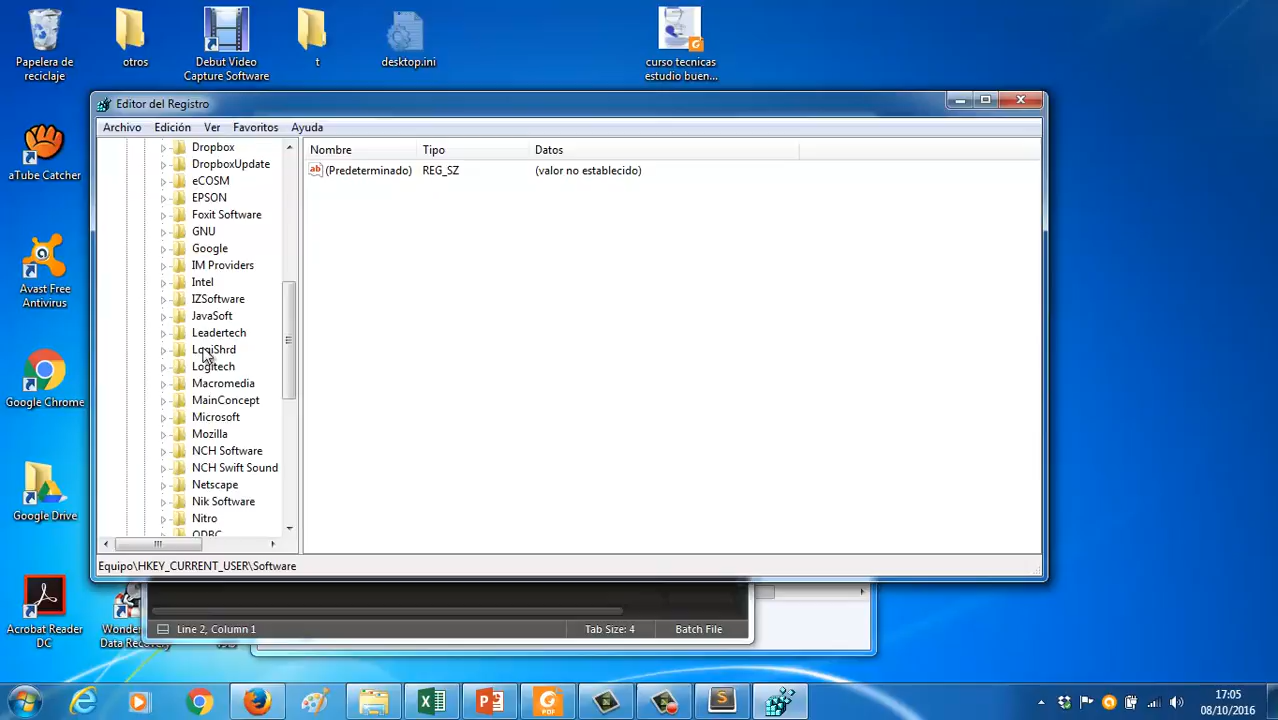 Papelera de
reciclaje
otros
Debut Video
Capture Software
t
desktop.ini
curso tecnicas
estudio buen...
aTube Catcher
Avast Free
Antivirus
Google Chrome
Google Drive
Acrobat Reader
DC
Editor del Registro
Archivo Edición Ver Favoritos Ayuda
Dropbox
DropboxUpdate
eCOSM
EPSON
Foxit Software
GNU
Google
IM Providers
Intel
IZSoftware
JavaSoft
Leadertech
LogiShrd
Logitech
Macromedia
MainConcept
Microsoft
Mozilla
NCH Software
NCH Swift Sound
Netscape
Nik Software
Nitro
ODBC
Nombre Tipo Datos
ab (Predeterminado) REG_SZ (valor no establecido)
Equipo\HKEY_CURRENT_USER\Software
Line 2, Column 1 Tab Size: 4 Batch File
PDF
17:05
08/10/2016